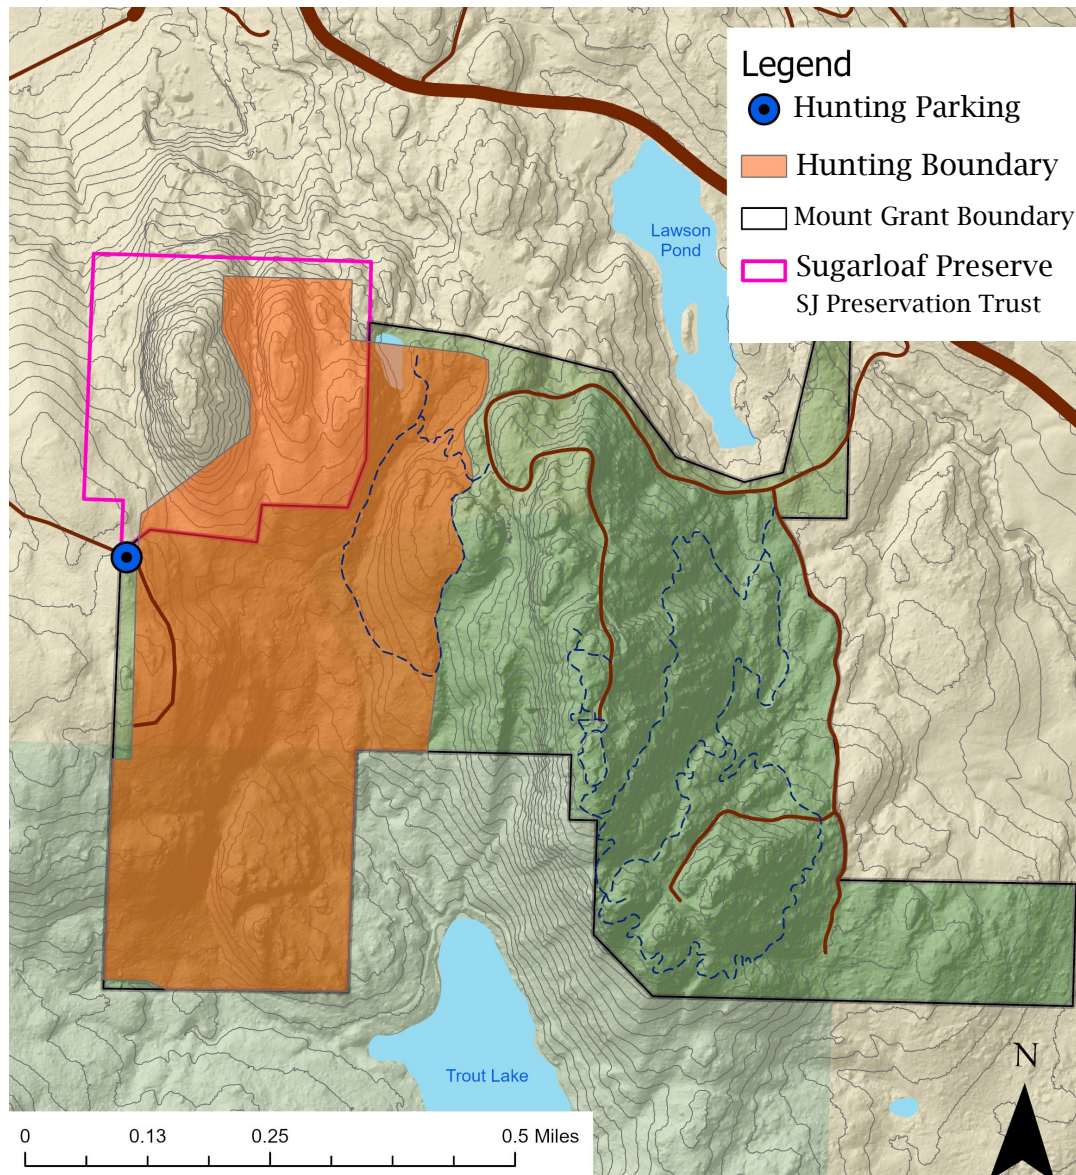 Legend
Hunting Parking
Hunting Boundary
Mount Grant Boundary
Sugarloaf Preserve
SJ Preservation Trust
Lawson
Pond
Trout Lake
N
0 0.13 0.25 0.5 Miles